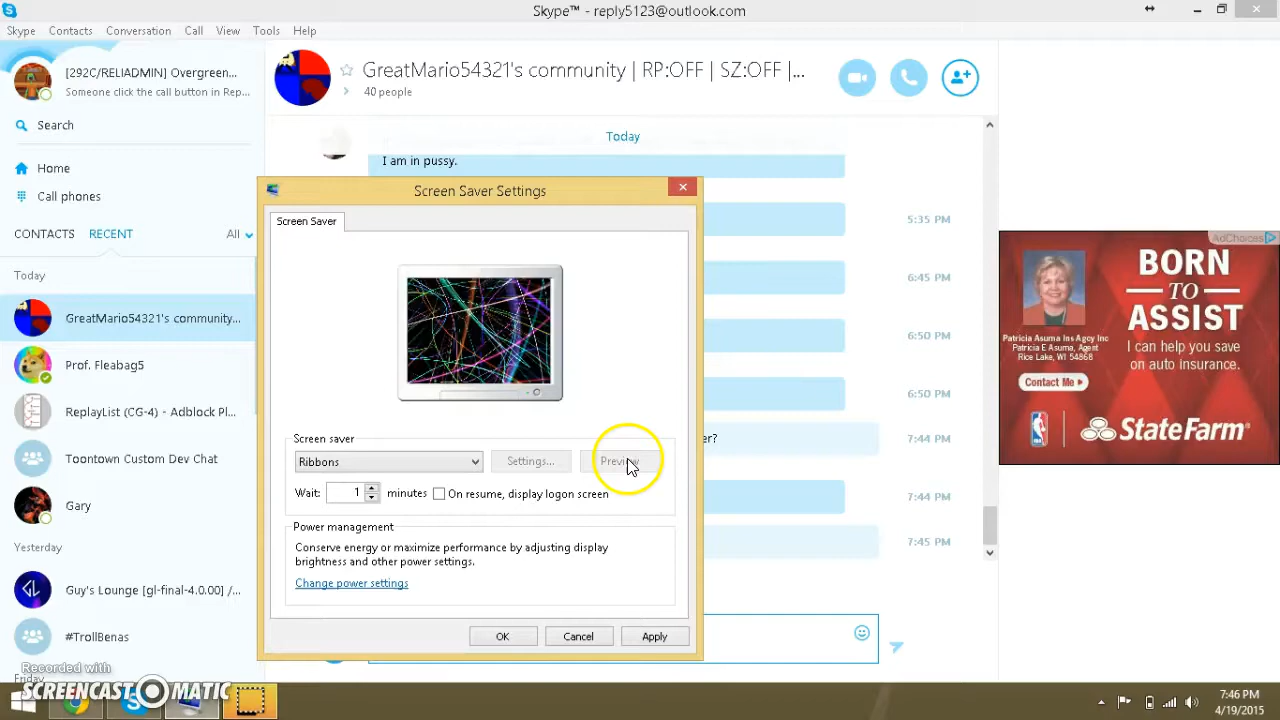 Skype™ - reply5123@outlook.com
Skype Contacts Conversation Call View Tools Help
[292C/RELIADMIN] Overgreen...
Someone click the call button in Rep...
GreatMario54321's community | RP:OFF | SZ:OFF |...
40 people
Search
Home
Call phones
CONTACTS RECENT All
Today
GreatMario54321's community...
Prof. Fleabag5
ReplayList (CG-4) - Adblock Pl...
Toontown Custom Dev Chat
Gary
Yesterday
Guy's Lounge [gl-final-4.0.00] /...
#TrollBenas
Friday
Today
I am in pussy.
5:35 PM
6:45 PM
6:50 PM
6:50 PM
er?
7:44 PM
7:44 PM
7:45 PM
Screen Saver Settings
Screen Saver
Screen saver
Ribbons
Settings...
Preview
Wait: 1 minutes On resume, display logon screen
Power management
Conserve energy or maximize performance by adjusting display
brightness and other power settings.
Change power settings
OK Cancel Apply
AdChoices
BORN
TO
ASSIST
I can help you save
on auto insurance.
Patricia Asuma Ins Agcy Inc
Patricia E Asuma, Agent
Rice Lake, WI 54868
Contact Me
NBA
StateFarm®
Recorded with
SCREENCAST-O-MATIC
7:46 PM
4/19/2015